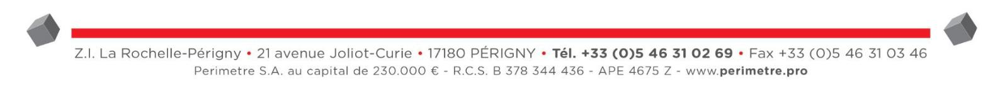 Z.I. La Rochelle-Périgny • 21 avenue Joliot-Curie • 17180 PÉRIGNY • Tél. +33 (0)5 46 31 02 69 • Fax +33 (0)5 46 31 03 46
Perimetre S.A. au capital de 230.000 € - R.C.S. B 378 344 436 - APE 4675 Z - www.perimetre.pro